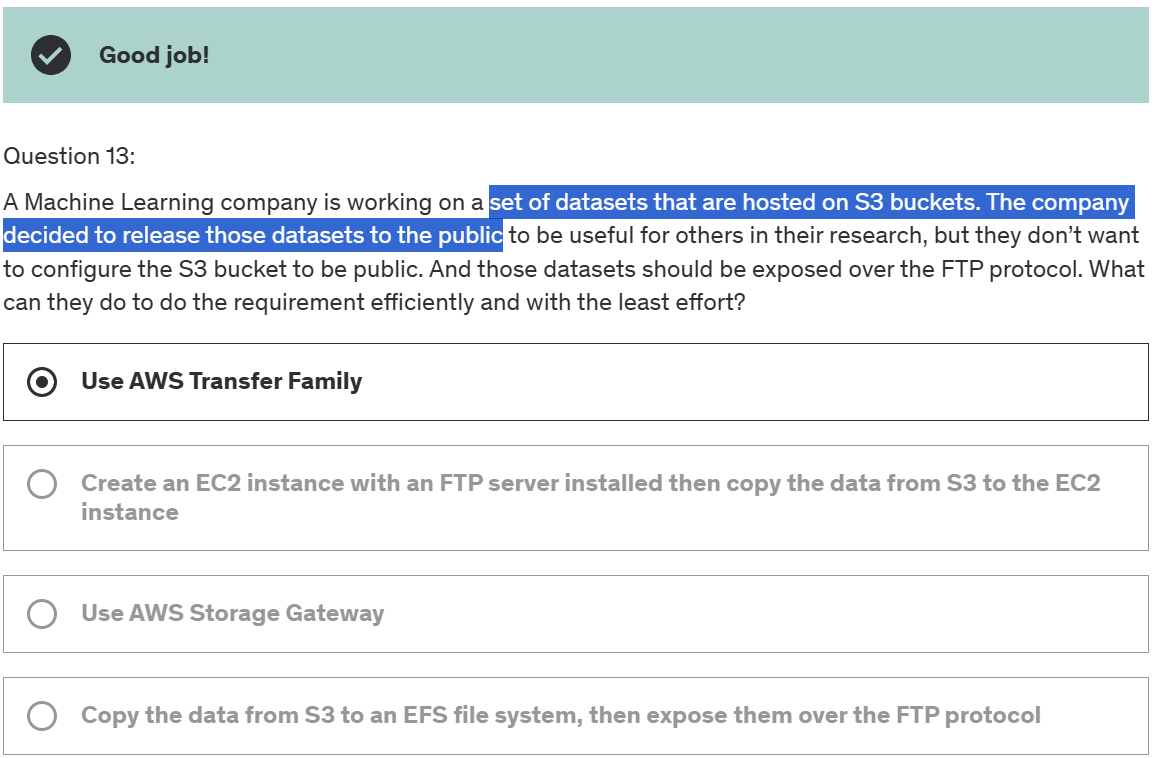 Good job!
Question 13:
A Machine Learning company is working on a set of datasets that are hosted on S3 buckets. The company
decided to release those datasets to the public to be useful for others in their research, but they don’t want
to configure the S3 bucket to be public. And those datasets should be exposed over the FTP protocol. What
can they do to do the requirement efficiently and with the least effort?
Use AWS Transfer Family
Create an EC2 instance with an FTP server installed then copy the data from S3 to the EC2
instance
Use AWS Storage Gateway
Copy the data from S3 to an EFS file system, then expose them over the FTP protocol